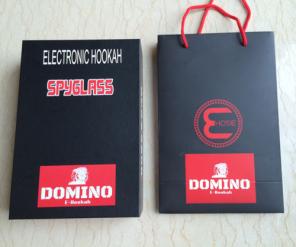 ELECTRONIC HOOKAH
SPYGLASS
DOMINO
E-Hookah
E
HOSE
DOMINO
E-Hookah